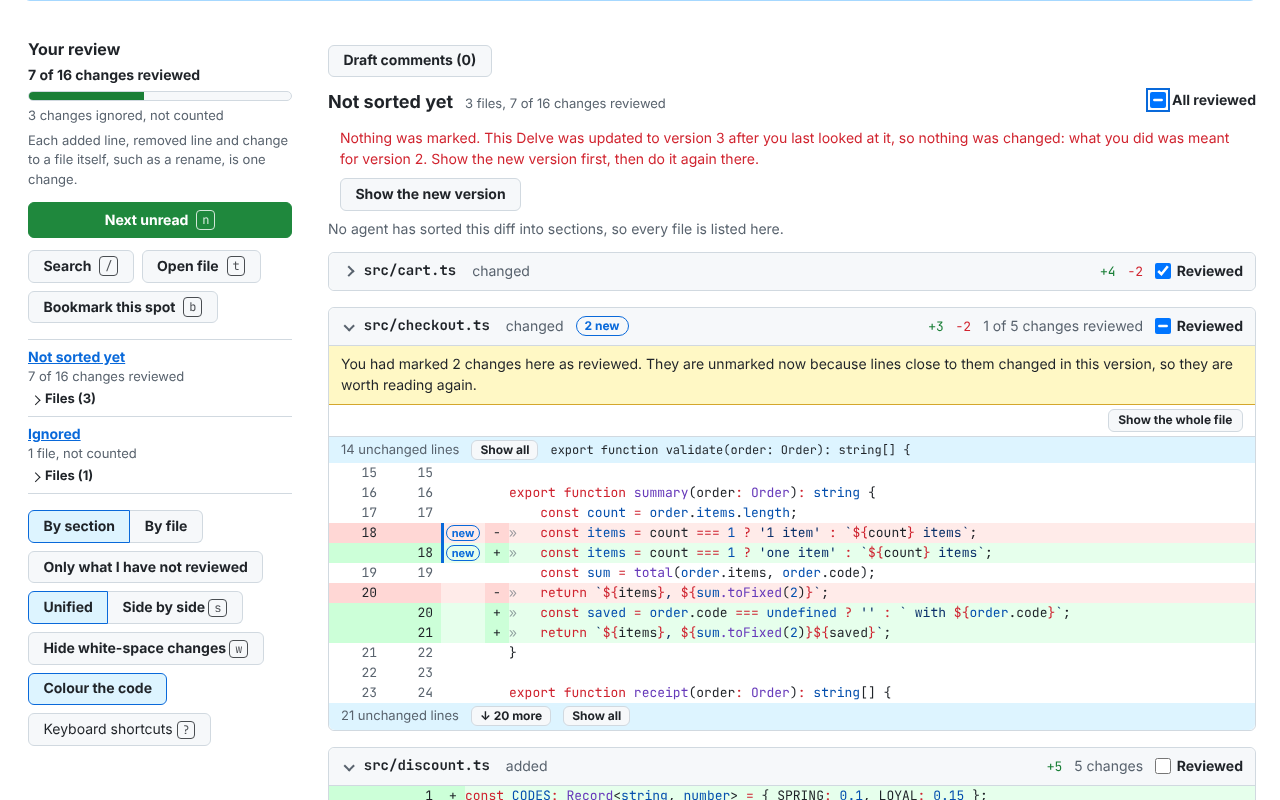 Your review
7 of 16 changes reviewed
3 changes ignored, not counted
Each added line, removed line and change
to a file itself, such as a rename, is one
change.
Next unread n
Search / Open file t
Bookmark this spot b
Not sorted yet
7 of 16 changes reviewed
Files (3)
Ignored
1 file, not counted
Files (1)
By section By file
Only what I have not reviewed
Unified Side by side s
Hide white-space changes w
Colour the code
Keyboard shortcuts ?
Draft comments (0)
Not sorted yet 3 files, 7 of 16 changes reviewed All reviewed
Nothing was marked. This Delve was updated to version 3 after you last looked at it, so nothing was changed: what you did was meant
for version 2. Show the new version first, then do it again there.
Show the new version
No agent has sorted this diff into sections, so every file is listed here.
src/cart.ts changed +4 -2 Reviewed
src/checkout.ts changed 2 new +3 -2 1 of 5 changes reviewed Reviewed
You had marked 2 changes here as reviewed. They are unmarked now because lines close to them changed in this version, so they are
worth reading again.
Show the whole file
14 unchanged lines Show all export function validate(order: Order): string[] {
15 15
16 16 export function summary(order: Order): string {
17 17 const count = order.items.length;
18 new - » const items = count === 1 ? '1 item' : `${count} items`;
18 new + » const items = count === 1 ? 'one item' : `${count} items`;
19 19 const sum = total(order.items, order.code);
20 - » return `${items}, ${sum.toFixed(2)}`;
20 + » const saved = order.code === undefined ? '' : ` with ${order.code}`;
21 + » return `${items}, ${sum.toFixed(2)}${saved}`;
21 22 }
22 23
23 24 export function receipt(order: Order): string[] {
21 unchanged lines ↓ 20 more Show all
src/discount.ts added +5 5 changes Reviewed
1 + const CODES: Record<string, number> = { SPRING: 0.1, LOYAL: 0.15 };